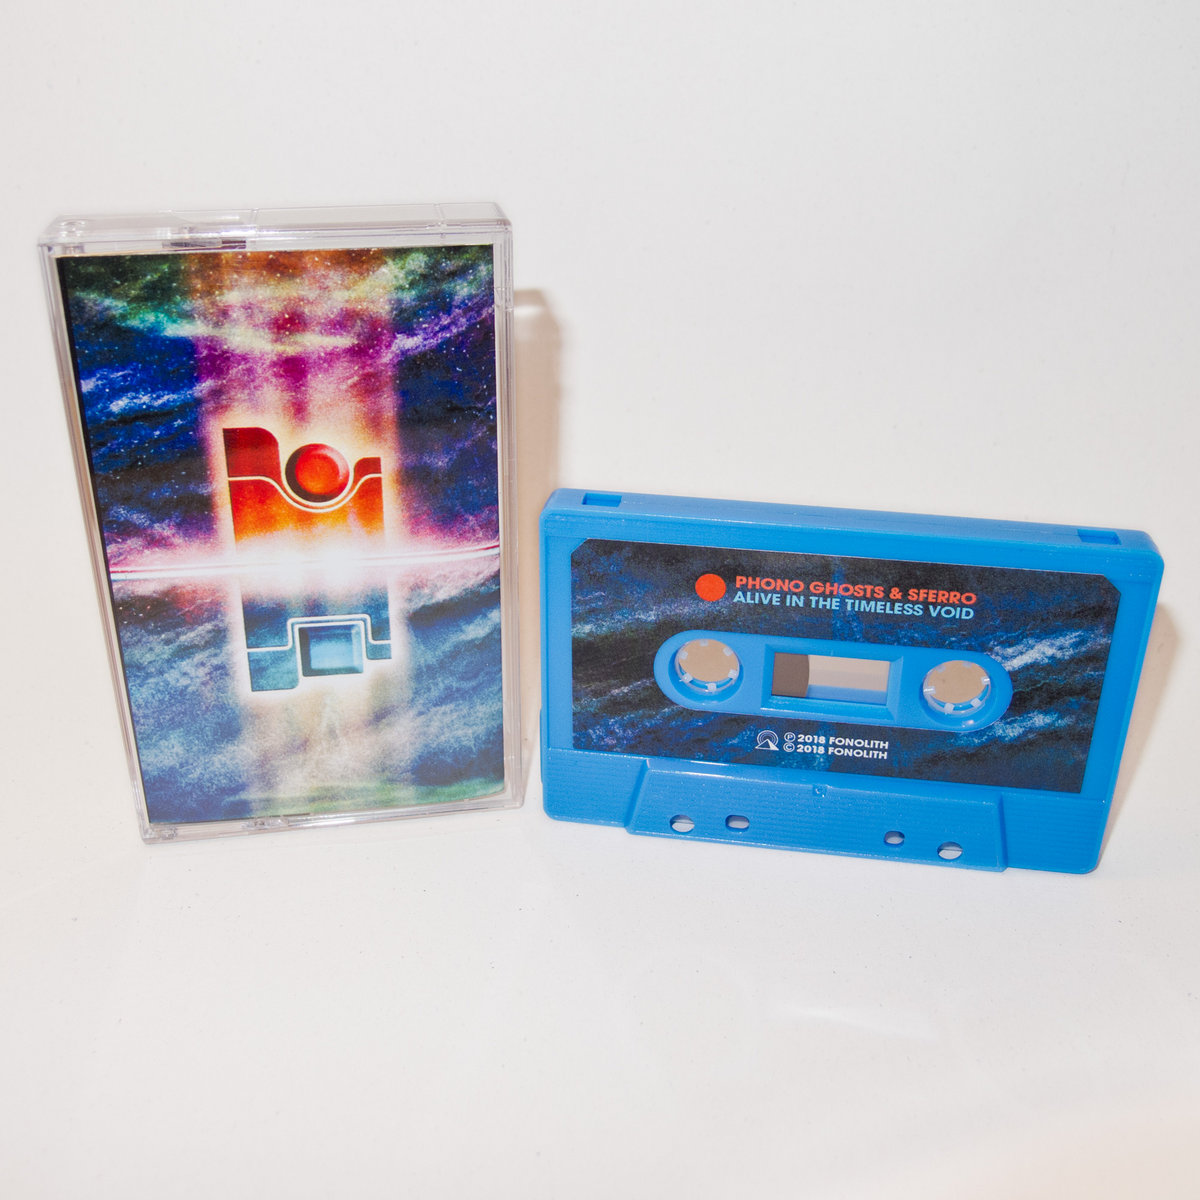 PHONO GHOSTS & SFERRO
ALIVE IN THE TIMELESS VOID
℗ 2018 FONOLITH
© 2018 FONOLITH